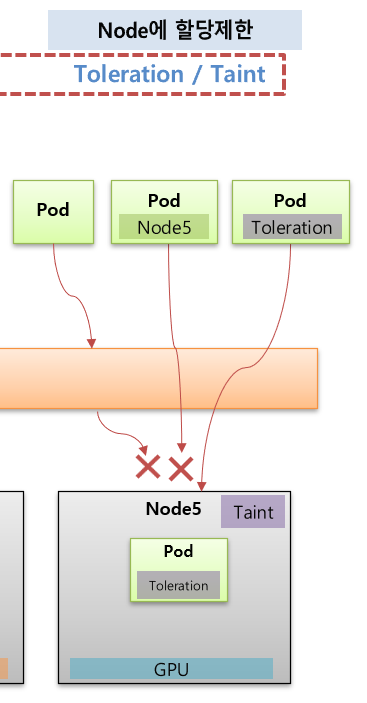 Node에 할당제한
Toleration / Taint
Pod
Pod
Node5
Pod
Toleration
Node5
Taint
Pod
Toleration
GPU